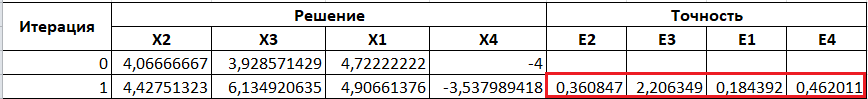 Итерация Решение Точность
X2 X3 X1 X4 E2 E3 E1 E4
0 4,06666667 3,928571429 4,72222222 -4
1 4,42751323 6,134920635 4,90661376 -3,537989418 0,360847 2,206349 0,184392 0,462011